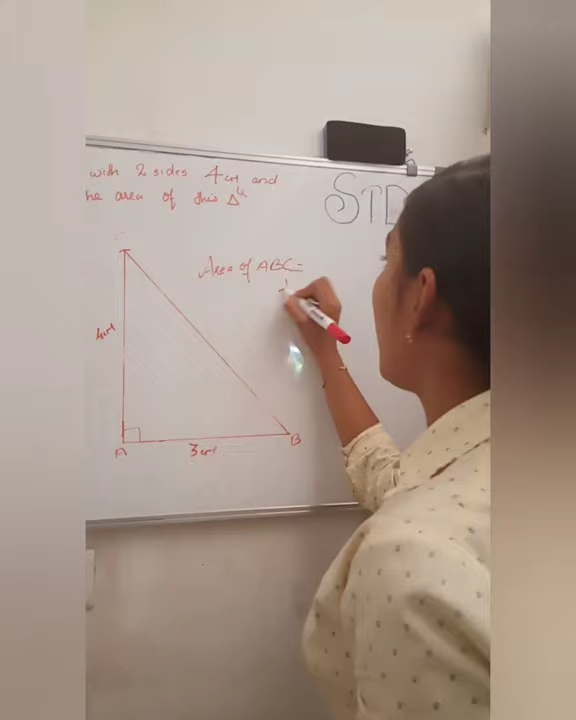 with 2 sides 4cm and
he area of this Δle
STD
Area of ABC =
4cm
A
3cm
B